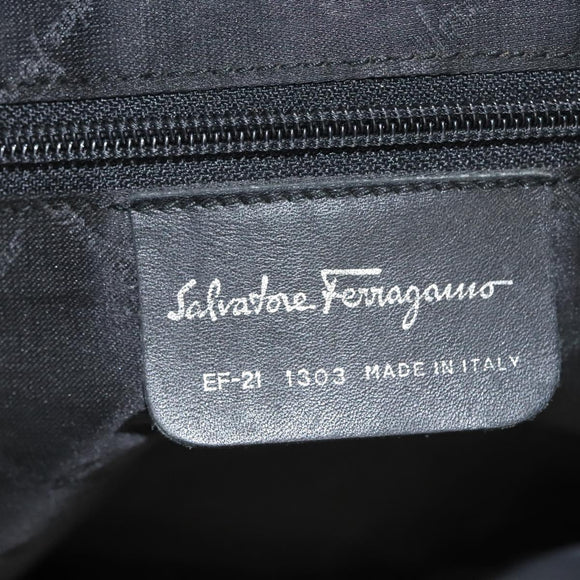 Salvatore Ferragamo
EF-21 1303 MADE IN ITALY